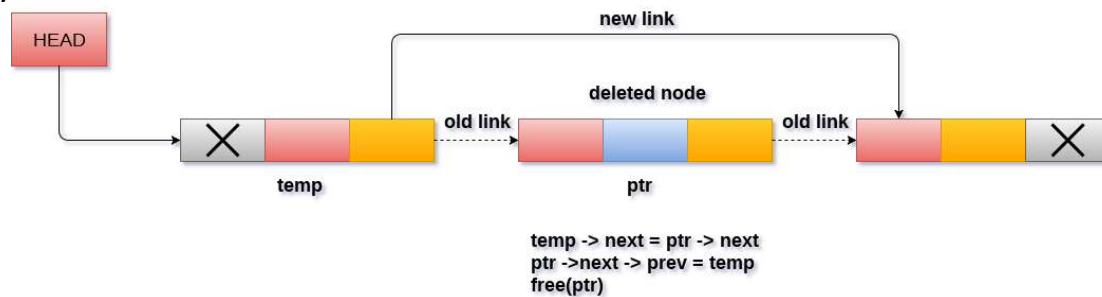 new link
HEAD
deleted node
old link
old link
temp
ptr
temp -> next = ptr -> next
ptr ->next -> prev = temp
free(ptr)